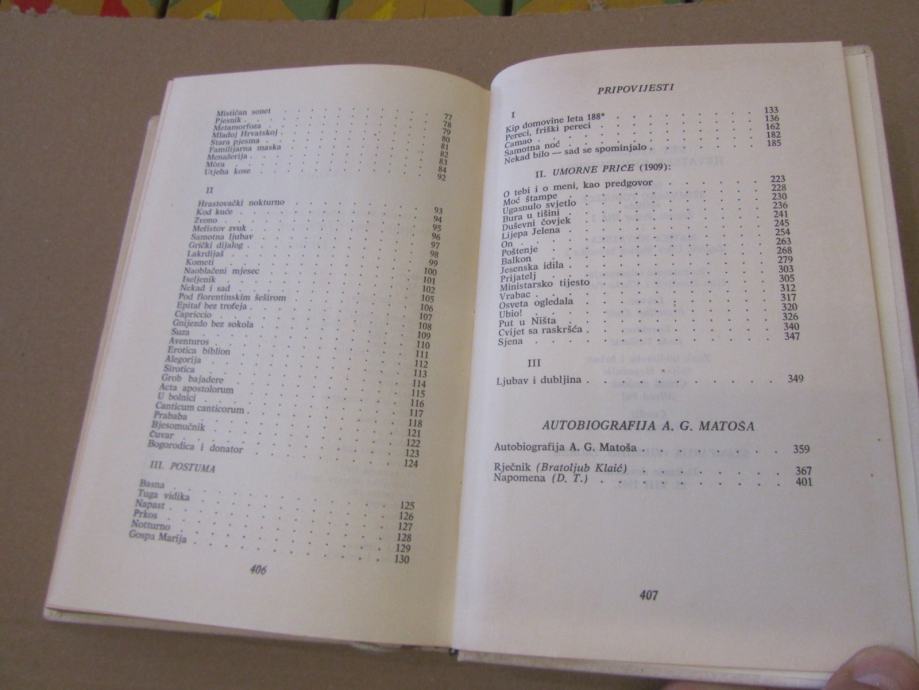 Mističan sonet . . . 77
Pjesnik . . . 78
Metamorfoza . . . 79
Mladoj Hrvatskoj . . . 80
Stara pjesma . . . 81
Familijarna maska . . . 82
Menažerija . . . 83
Mòra . . . 84
Utjeha kose . . . 92
II
Hrastovački nokturno . . . 93
Kod kuće . . . 94
Zvono . . . 95
Mefistov zvuk . . . 96
Samotna ljubav . . . 97
Grički dijalog . . . 98
Lakrdijaš . . . 99
Kometi . . . 100
Naoblačeni mjesec . . . 101
Iseljenik . . . 102
Nekad i sad . . . 105
Pod florentinskim šeširom . . . 106
Epitaf bez trofeja . . . 107
Capriccio . . . 108
Gnijezdo bez sokola . . . 109
Suza . . . 110
Aventuros . . . 111
Erotica biblion . . . 112
Alegorija . . . 113
Sirotica . . . 114
Grob bajadere . . . 115
Acta apostolorum . . . 116
U bolnici . . . 117
Canticum canticorum . . . 118
Prababa . . . 121
Bjesomučnik . . . 122
Čuvar . . . 123
Bogorodica i donator . . . 124
III. POSTUMA
Basna . . . 125
Tuga vidika . . . 126
Napast . . . 127
Prkos . . . 128
Notturno . . . 129
Gospa Marija . . . 130
406
PRIPOVIJESTI
I
Kip domovine leta 188* . . . 133
Pereci, friški pereci . . . 136
Camao . . . 162
Samotna noć . . . 182
Nekad bilo — sad se spominjalo . . . 185
II. UMORNE PRIČE (1909):
O tebi i o meni, kao predgovor . . . 223
Moć štampe . . . 228
Ugasnulo svjetlo . . . 230
Bura u tišini . . . 236
Duševni čovjek . . . 241
Lijepa Jelena . . . 245
On . . . 254
Poštenje . . . 263
Balkon . . . 268
Jesenska idila . . . 279
Prijatelj . . . 303
Ministarsko tijesto . . . 305
Vrabac . . . 312
Osveta ogledala . . . 317
Ubio! . . . 320
Put u Ništa . . . 326
Cvijet sa raskršća . . . 340
Sjena . . . 347
III
Ljubav i dubljina . . . 349
AUTOBIOGRAFIJA A. G. MATOŠA
Autobiografija A. G. Matoša . . . 359
Rječnik (Bratoljub Klaić) . . . 367
Napomena (D. T.) . . . 401
407